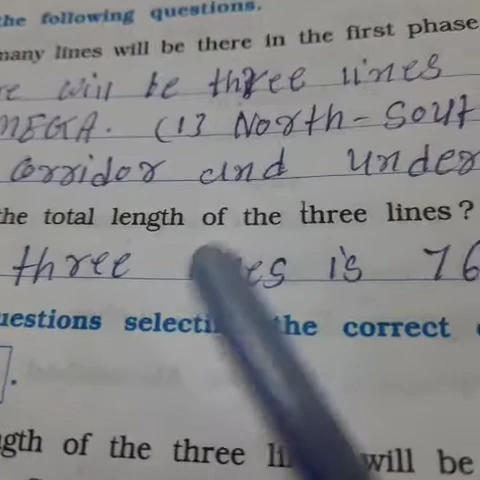 the following questions.
many lines will be there in the first phase
re will be three lines
MEGA. (1) North-Sout
corridor and under
the total length of the three lines?
three es is 76
uestions selecti the correct
].
gth of the three li will be